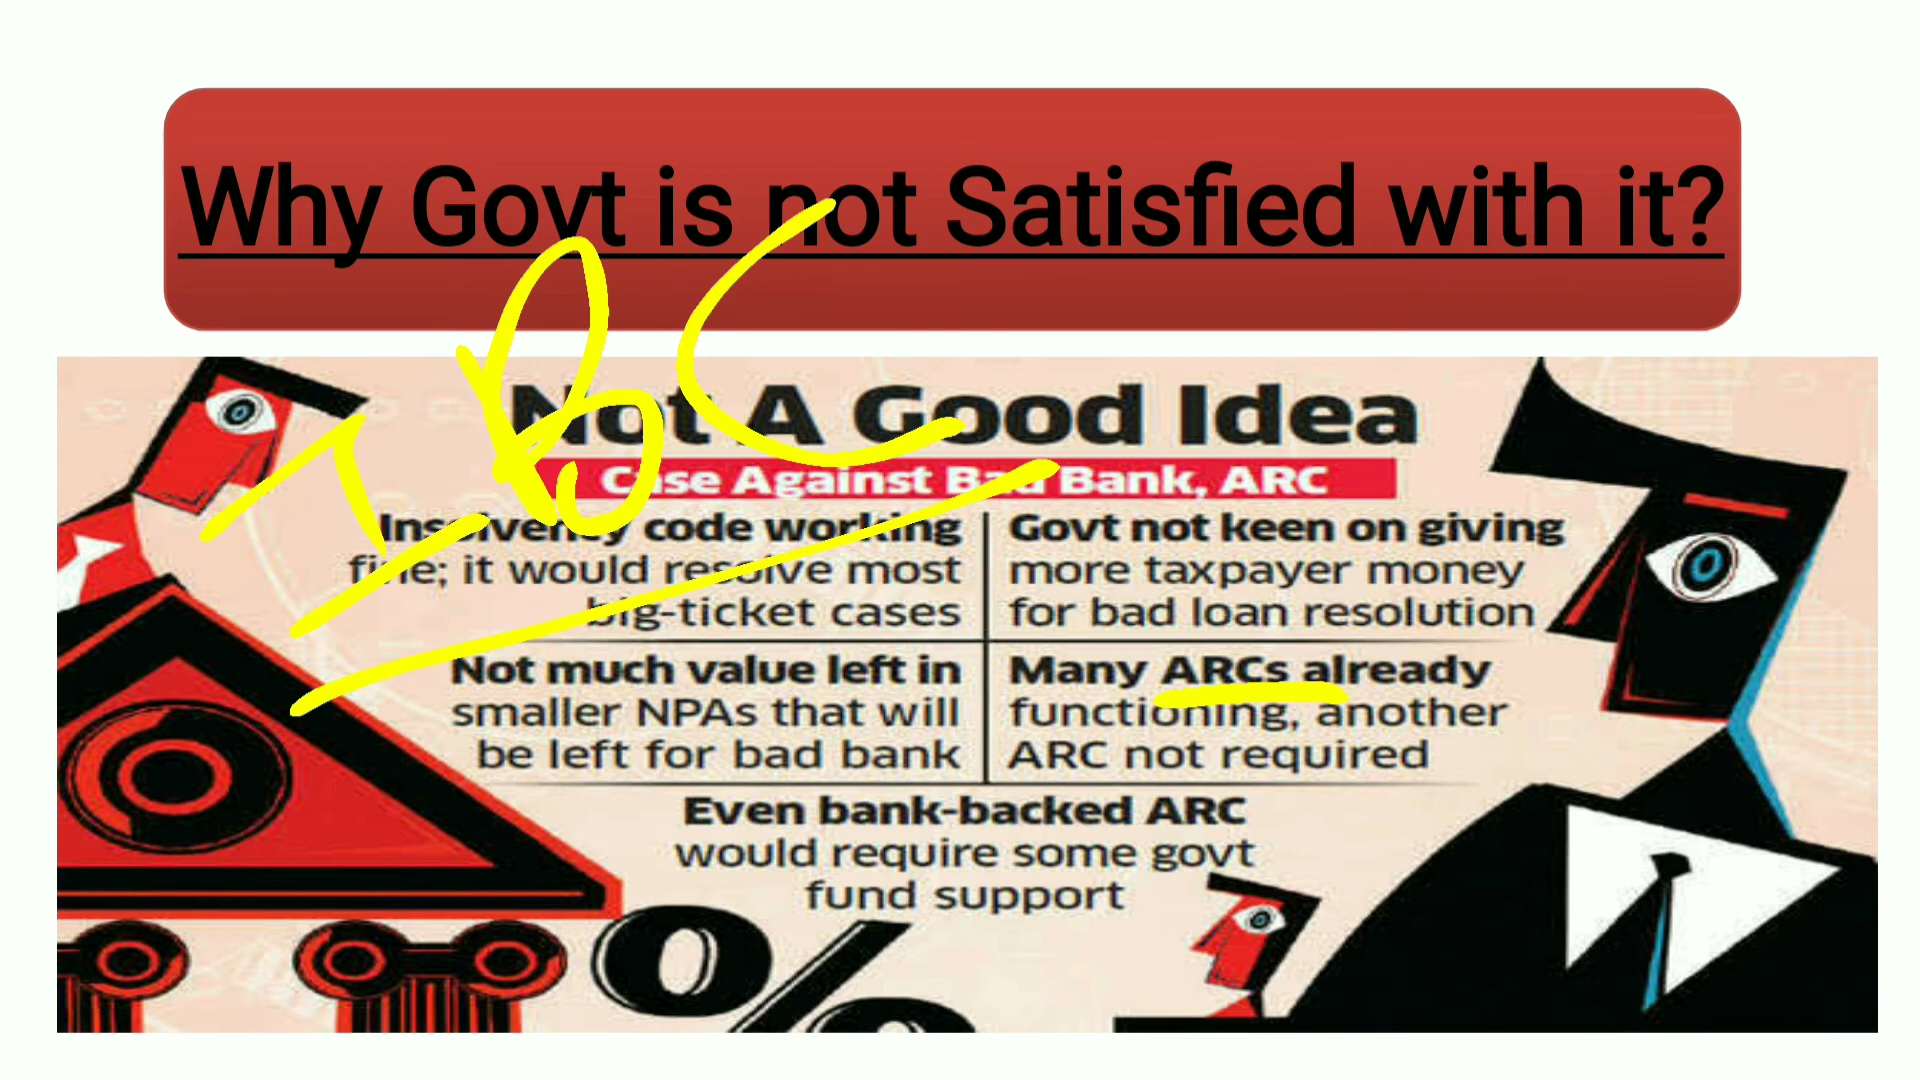 Why Govt is not Satisfied with it?
IBC
Not A Good Idea
Case Against Bad Bank, ARC
Insolvency code working
fine; it would resolve most
big-ticket cases
Govt not keen on giving
more taxpayer money
for bad loan resolution
Not much value left in
smaller NPAs that will
be left for bad bank
Many ARCs already
functioning, another
ARC not required
Even bank-backed ARC
would require some govt
fund support
%